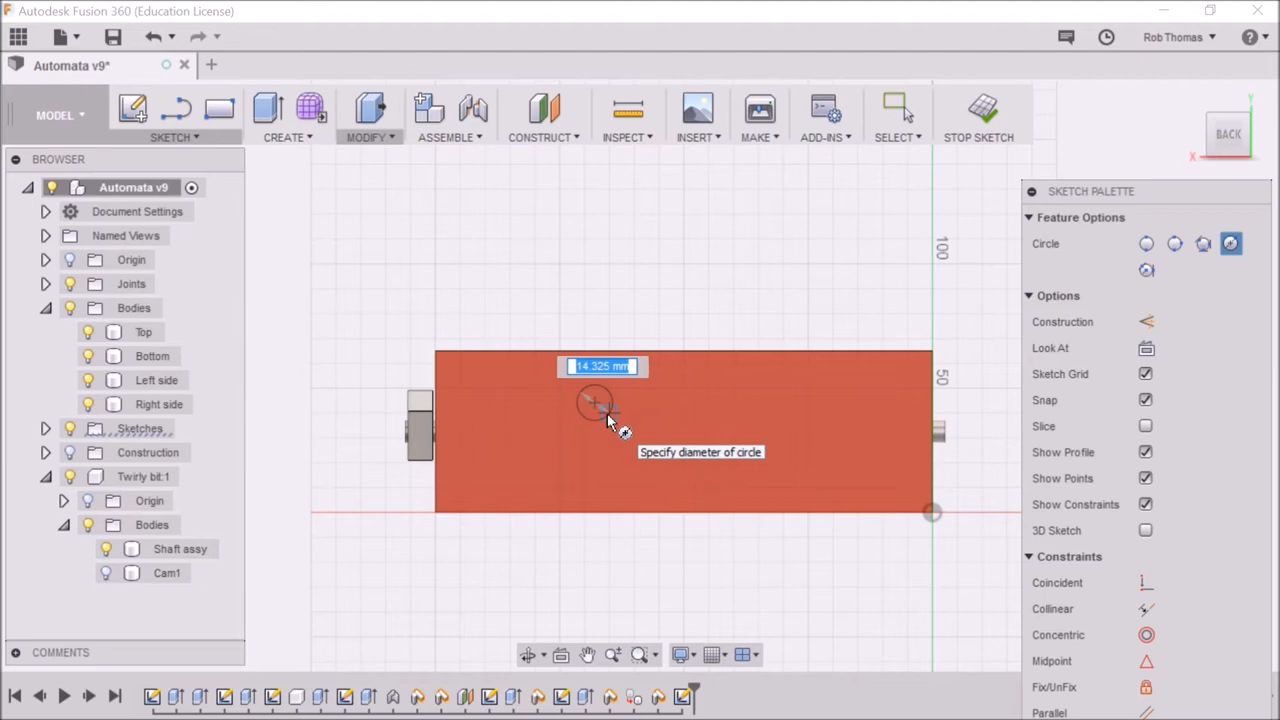 Autodesk Fusion 360 (Education License)
Rob Thomas
Automata v9*
MODEL
SKETCH
CREATE
MODIFY
ASSEMBLE
CONSTRUCT
INSPECT
INSERT
MAKE
ADD-INS
SELECT
STOP SKETCH
BACK
Y
X
BROWSER
Automata v9
Document Settings
Named Views
Origin
Joints
Bodies
Top
Bottom
Left side
Right side
Sketches
Construction
Twirly bit:1
Origin
Bodies
Shaft assy
Cam1
COMMENTS
100
50
14.325 mm
Specify diameter of circle
SKETCH PALETTE
Feature Options
Circle
Options
Construction
Look At
Sketch Grid
Snap
Slice
Show Profile
Show Points
Show Constraints
3D Sketch
Constraints
Coincident
Collinear
Concentric
Midpoint
Fix/UnFix
Parallel